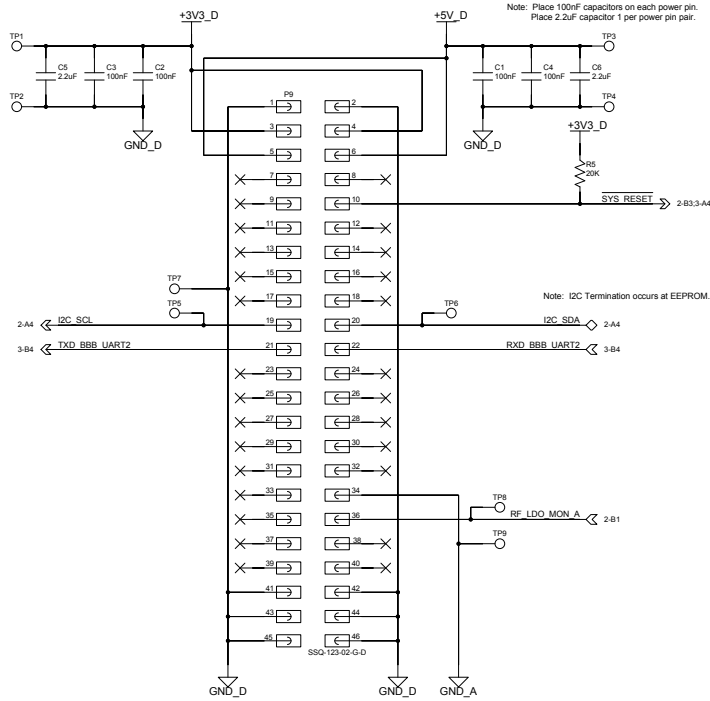 Note: Place 100nF capacitors on each power pin.
Place 2.2uF capacitor 1 per power pin pair.
+3V3_D
+5V_D
TP1
TP3
C5
2.2uF
C3
100nF
C2
100nF
C1
100nF
C4
100nF
C6
2.2uF
TP2
TP4
GND_D
GND_D
P9
1
2
3
4
5
6
+3V3_D
R5
20K
7
8
9
10
SYS_RESET
2-B3;3-A4
11
12
13
14
15
16
TP7
17
18
Note: I2C Termination occurs at EEPROM.
TP5
TP6
2-A4
I2C_SCL
19
20
I2C_SDA
2-A4
3-B4
TXD_BBB_UART2
21
22
RXD_BBB_UART2
3-B4
23
24
25
26
27
28
29
30
31
32
33
34
TP8
35
36
RF_LDO_MON_A
2-B1
TP9
37
38
39
40
41
42
43
44
45
46
SSQ-123-02-G-D
GND_D
GND_D
GND_A